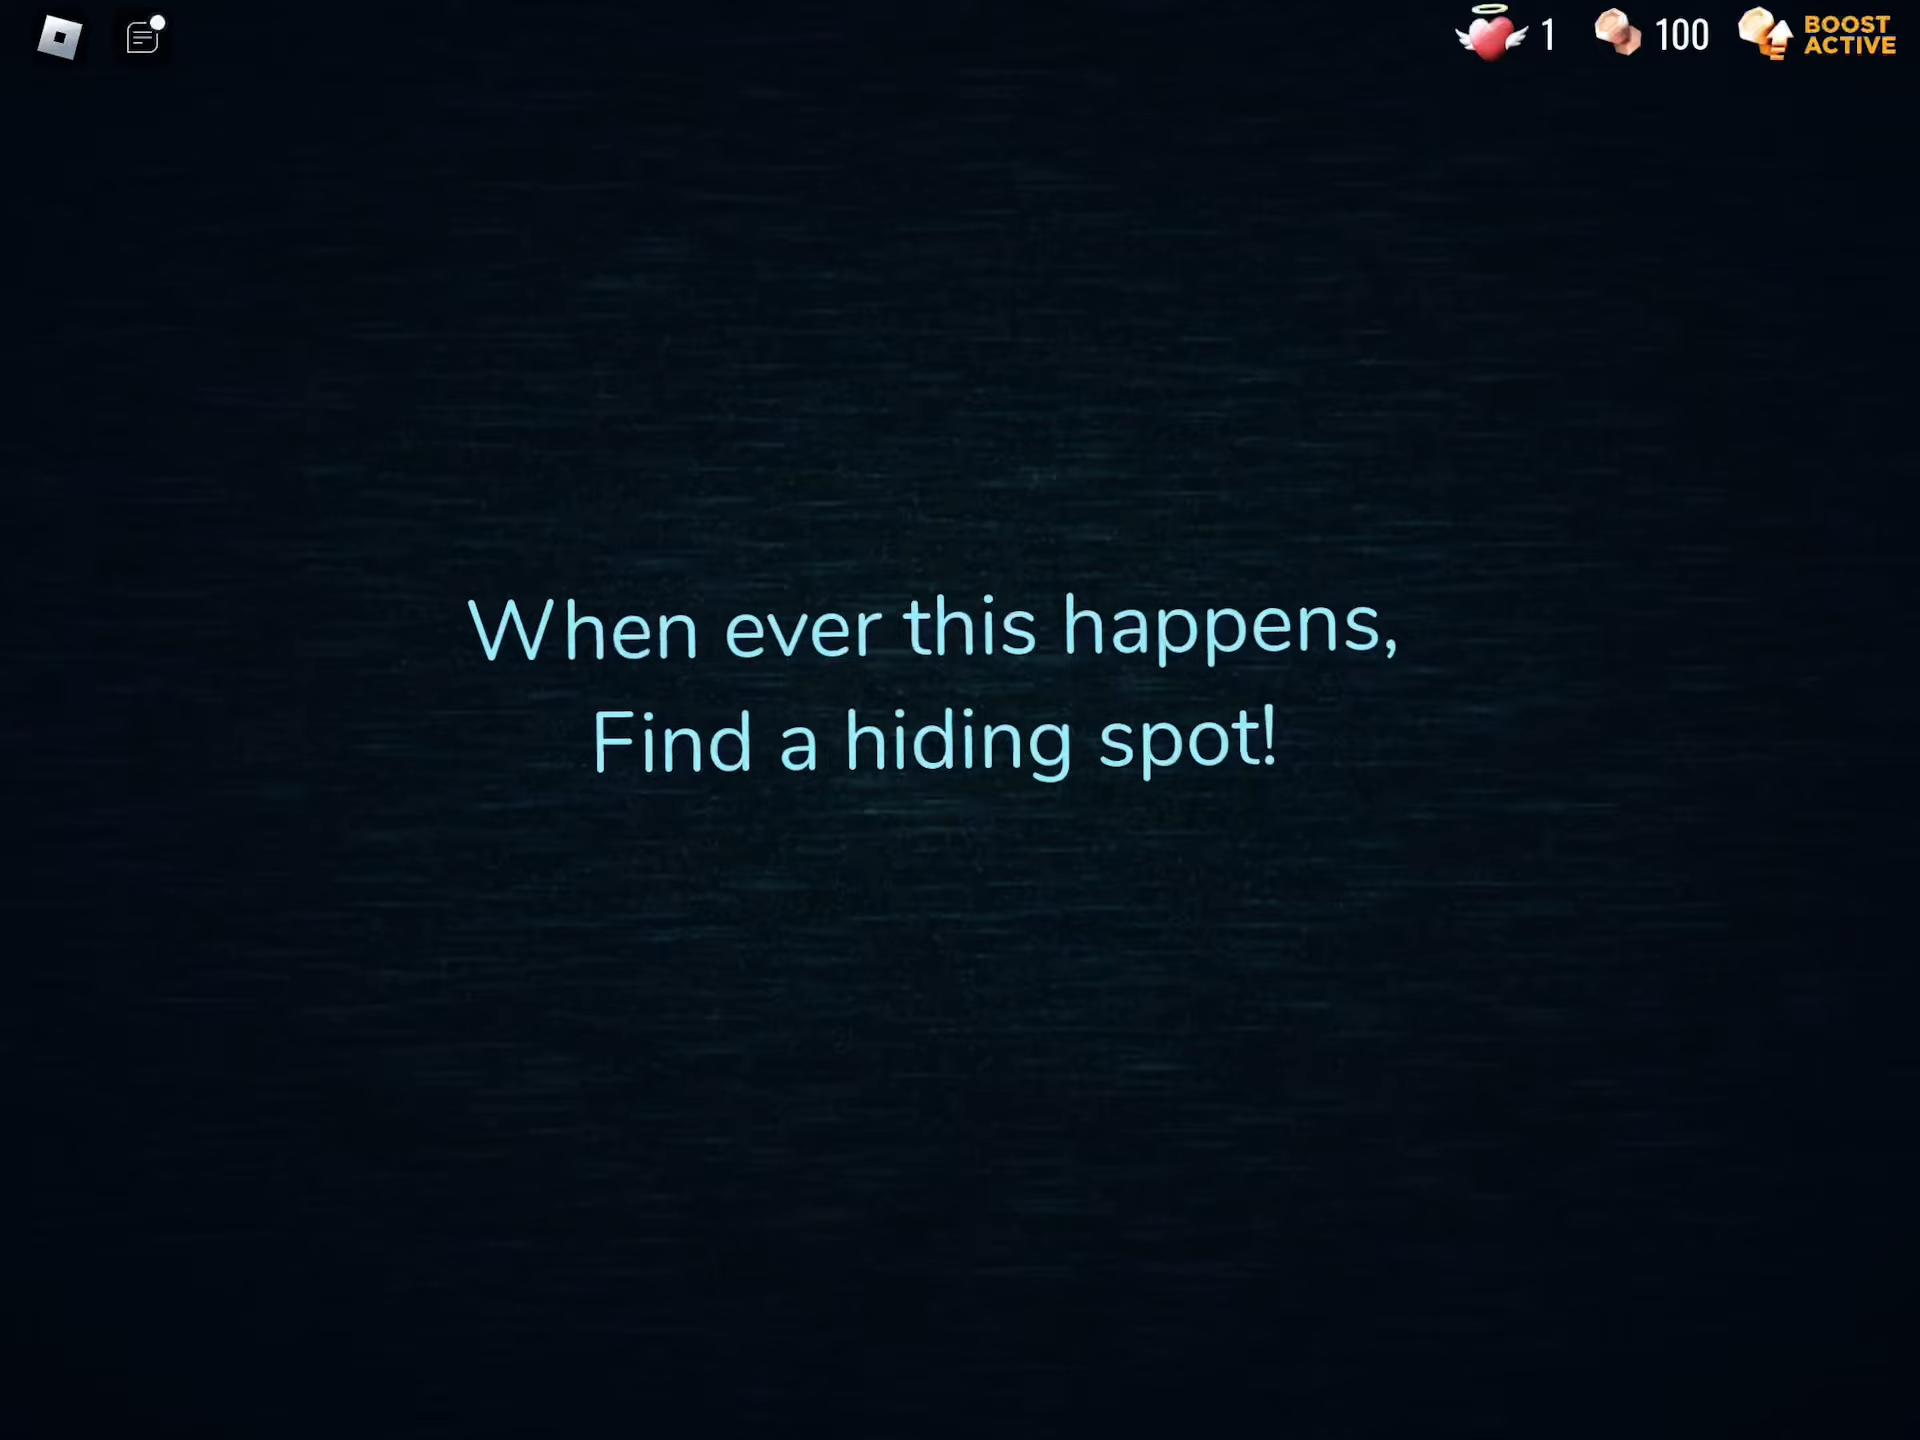 1
100
BOOST
ACTIVE
When ever this happens,
Find a hiding spot!